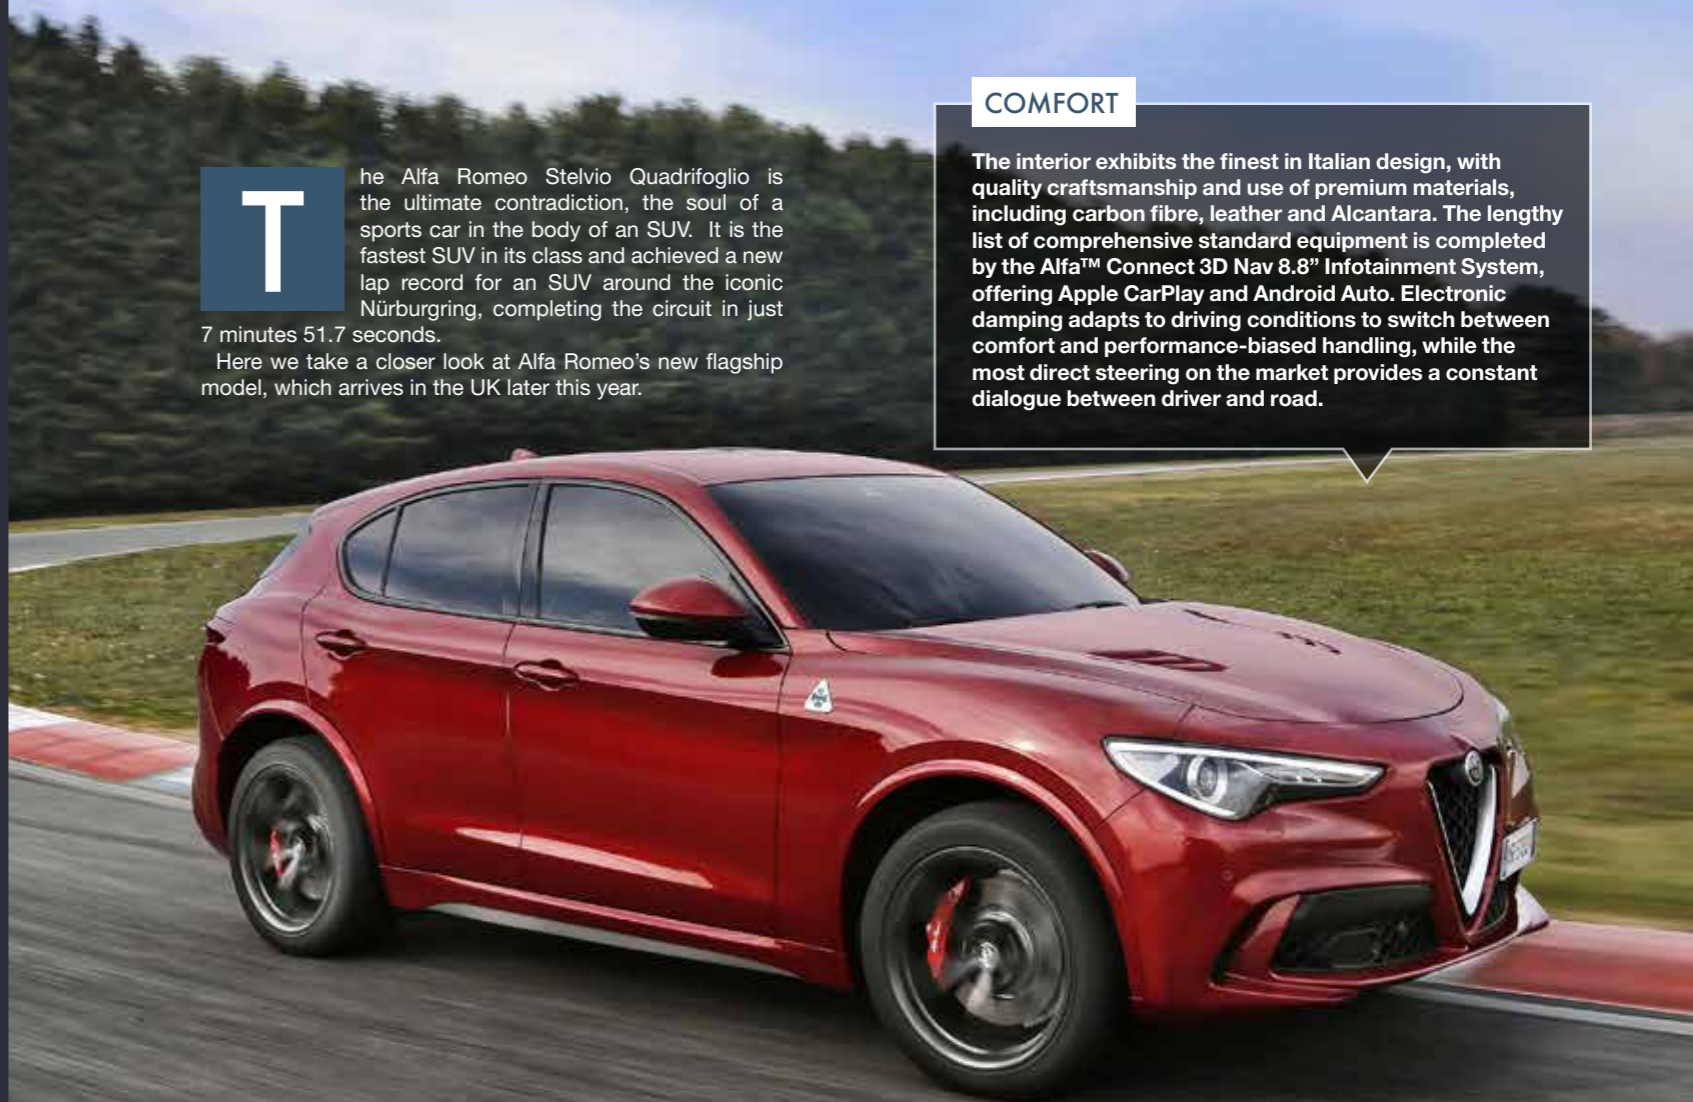 The Alfa Romeo Stelvio Quadrifoglio is
the ultimate contradiction, the soul of a
sports car in the body of an SUV. It is the
fastest SUV in its class and achieved a new
lap record for an SUV around the iconic
Nürburgring, completing the circuit in just
7 minutes 51.7 seconds.
Here we take a closer look at Alfa Romeo’s new flagship
model, which arrives in the UK later this year.
COMFORT
The interior exhibits the finest in Italian design, with
quality craftsmanship and use of premium materials,
including carbon fibre, leather and Alcantara. The lengthy
list of comprehensive standard equipment is completed
by the Alfa™ Connect 3D Nav 8.8” Infotainment System,
offering Apple CarPlay and Android Auto. Electronic
damping adapts to driving conditions to switch between
comfort and performance-biased handling, while the
most direct steering on the market provides a constant
dialogue between driver and road.